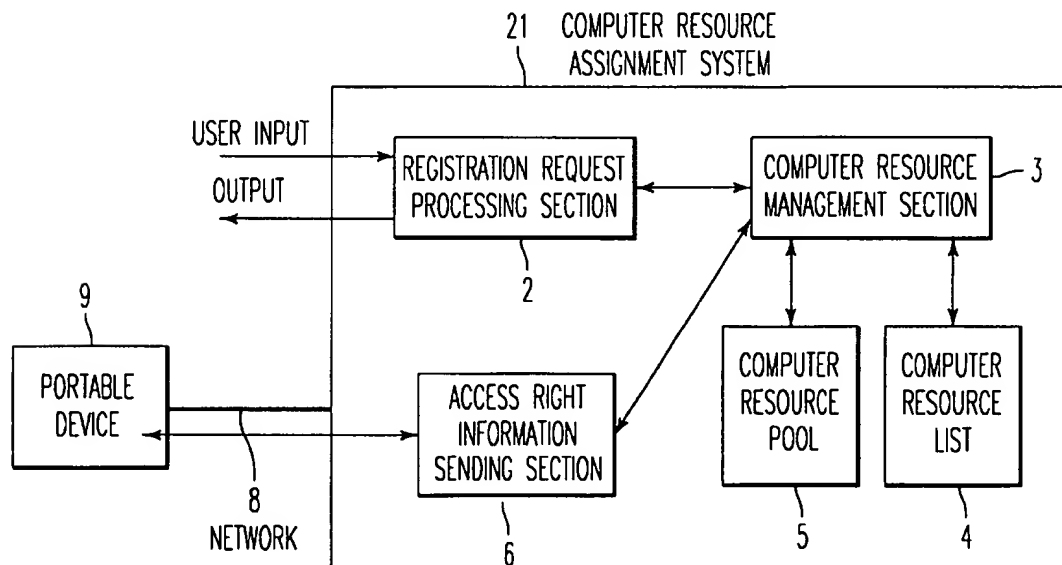 21 COMPUTER RESOURCE
ASSIGNMENT SYSTEM
USER INPUT
OUTPUT
REGISTRATION REQUEST
PROCESSING SECTION
2
COMPUTER RESOURCE
MANAGEMENT SECTION
3
9
PORTABLE
DEVICE
8
NETWORK
ACCESS RIGHT
INFORMATION
SENDING SECTION
6
COMPUTER
RESOURCE
POOL
5
COMPUTER
RESOURCE
LIST
4